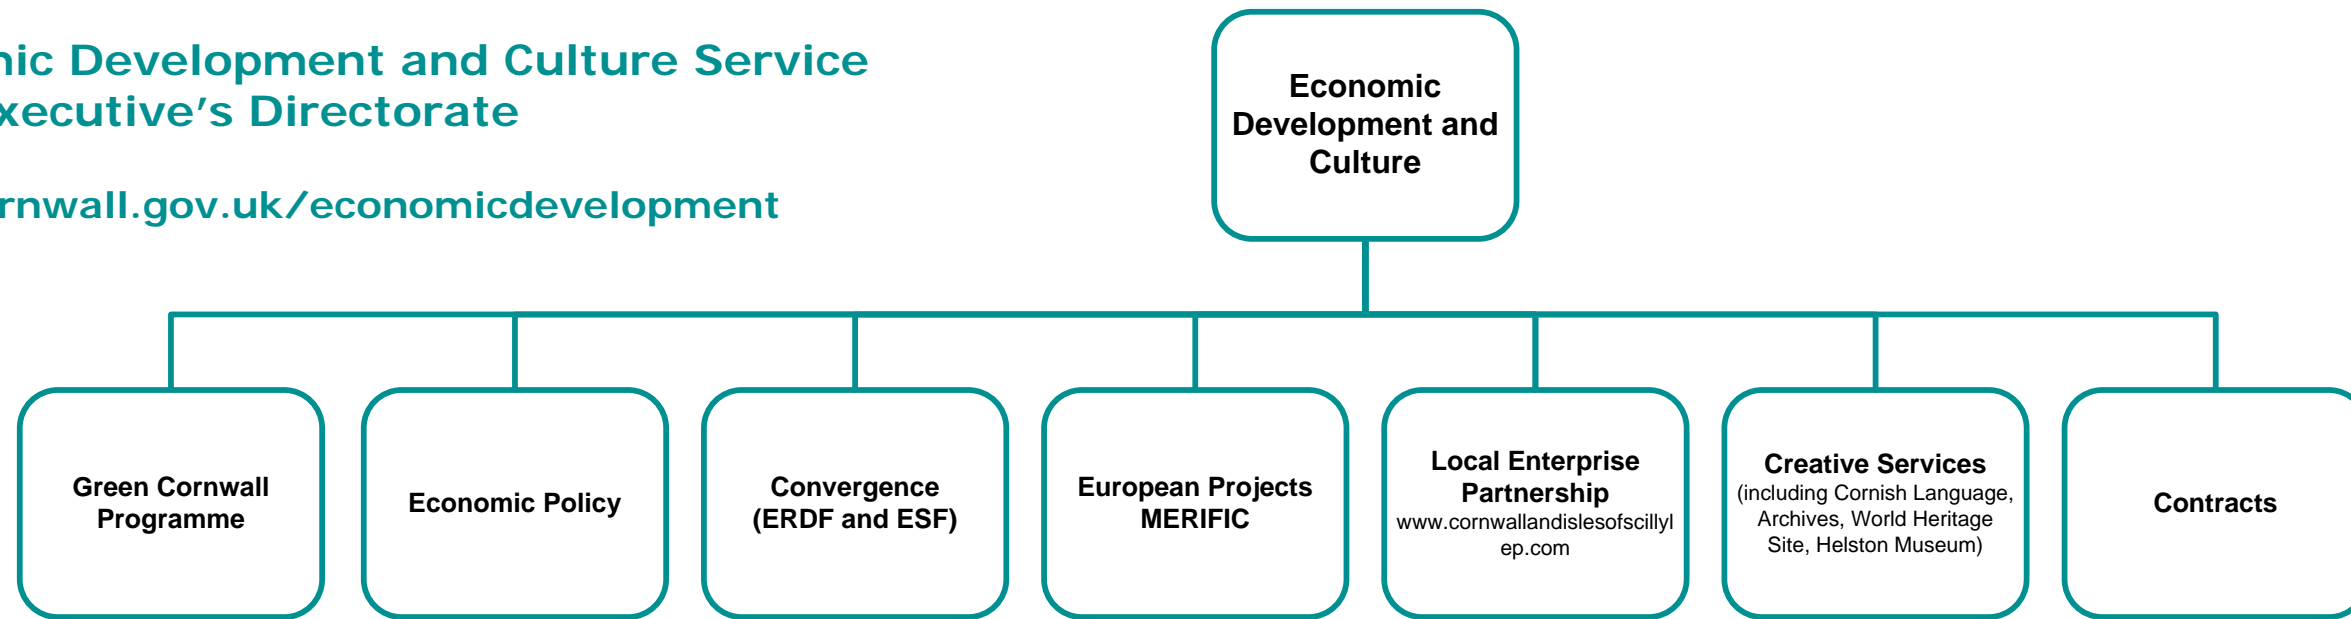 nic Development and Culture Service
xecutive's Directorate
rnwall.gov.uk/economicdevelopment
Economic
Development and
Culture
Green Cornwall
Programme
Economic Policy
Convergence
(ERDF and ESF)
European Projects
MERIFIC
Local Enterprise
Partnership
www.cornwallandislesofscillyl
ep.com
Creative Services
(including Cornish Language,
Archives, World Heritage
Site, Helston Museum)
Contracts